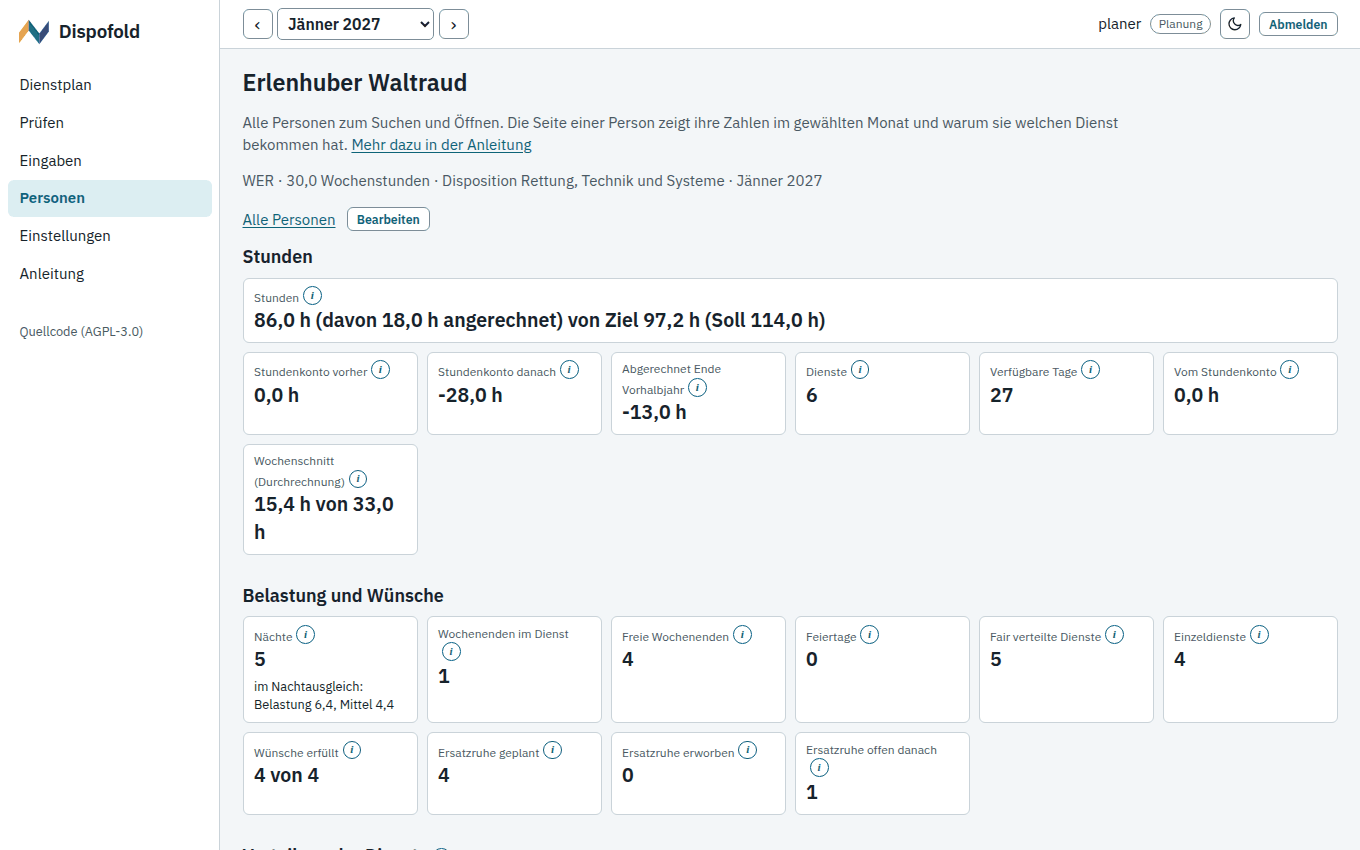 Dispofold
Dienstplan
Prüfen
Eingaben
Personen
Einstellungen
Anleitung
Quellcode (AGPL-3.0)
‹ Jänner 2027 ›
planer Planung Abmelden
Erlenhuber Waltraud
Alle Personen zum Suchen und Öffnen. Die Seite einer Person zeigt ihre Zahlen im gewählten Monat und warum sie welchen Dienst
bekommen hat. Mehr dazu in der Anleitung
WER · 30,0 Wochenstunden · Disposition Rettung, Technik und Systeme · Jänner 2027
Alle Personen Bearbeiten
Stunden
Stunden i
86,0 h (davon 18,0 h angerechnet) von Ziel 97,2 h (Soll 114,0 h)
Stundenkonto vorher i
0,0 h
Stundenkonto danach i
-28,0 h
Abgerechnet Ende
Vorhalbjahr i
-13,0 h
Dienste i
6
Verfügbare Tage i
27
Vom Stundenkonto i
0,0 h
Wochenschnitt
(Durchrechnung) i
15,4 h von 33,0
h
Belastung und Wünsche
Nächte i
5
im Nachtausgleich:
Belastung 6,4, Mittel 4,4
Wochenenden im Dienst
i
1
Freie Wochenenden i
4
Feiertage i
0
Fair verteilte Dienste i
5
Einzeldienste i
4
Wünsche erfüllt i
4 von 4
Ersatzruhe geplant i
4
Ersatzruhe erworben i
0
Ersatzruhe offen danach
i
1